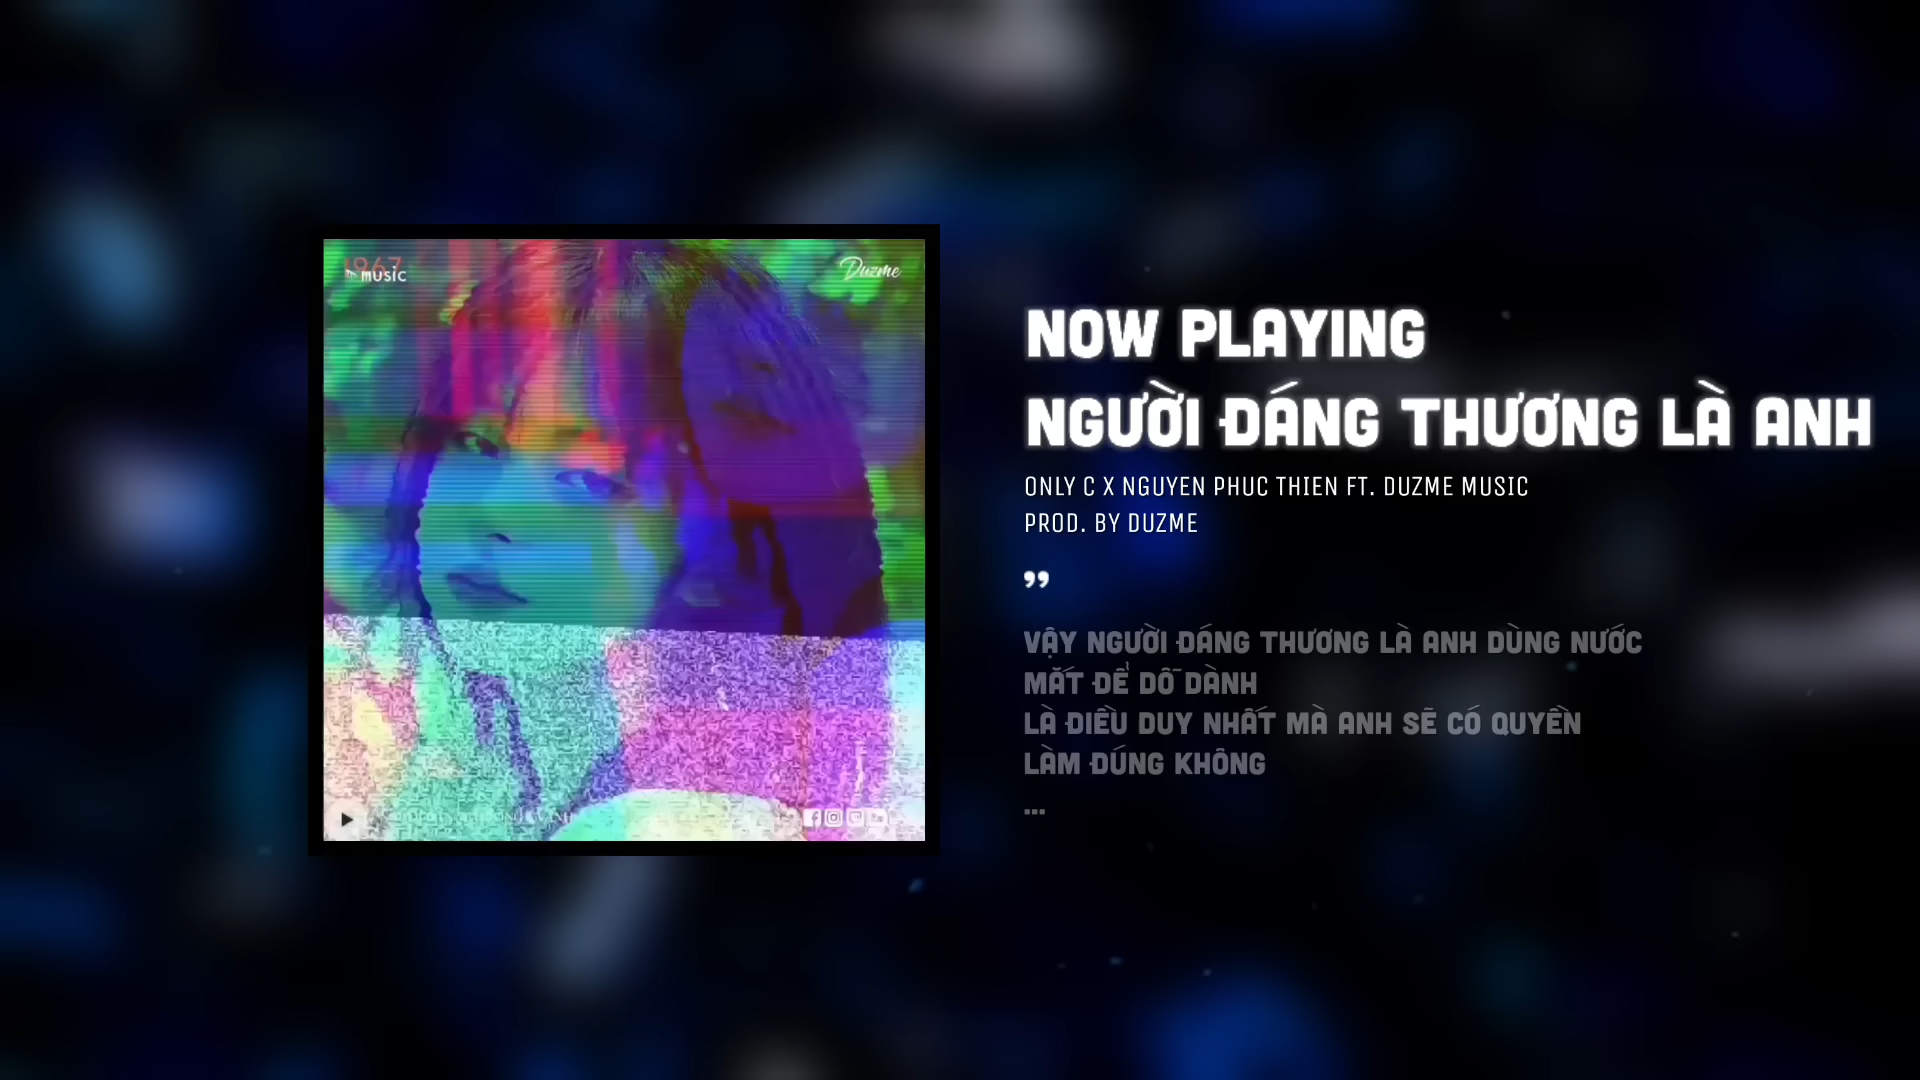 1967
music
Duzme
NOW PLAYING
NGƯỜI ĐÁNG THƯƠNG LÀ ANH
ONLY C X NGUYEN PHUC THIEN FT. DUZME MUSIC
PROD. BY DUZME
”
VẬY NGƯỜI ĐÁNG THƯƠNG LÀ ANH DÙNG NƯỚC
MẮT ĐỂ DỖ DÀNH
LÀ ĐIỀU DUY NHẤT MÀ ANH SẼ CÓ QUYỀN
LÀM ĐÚNG KHÔNG
...